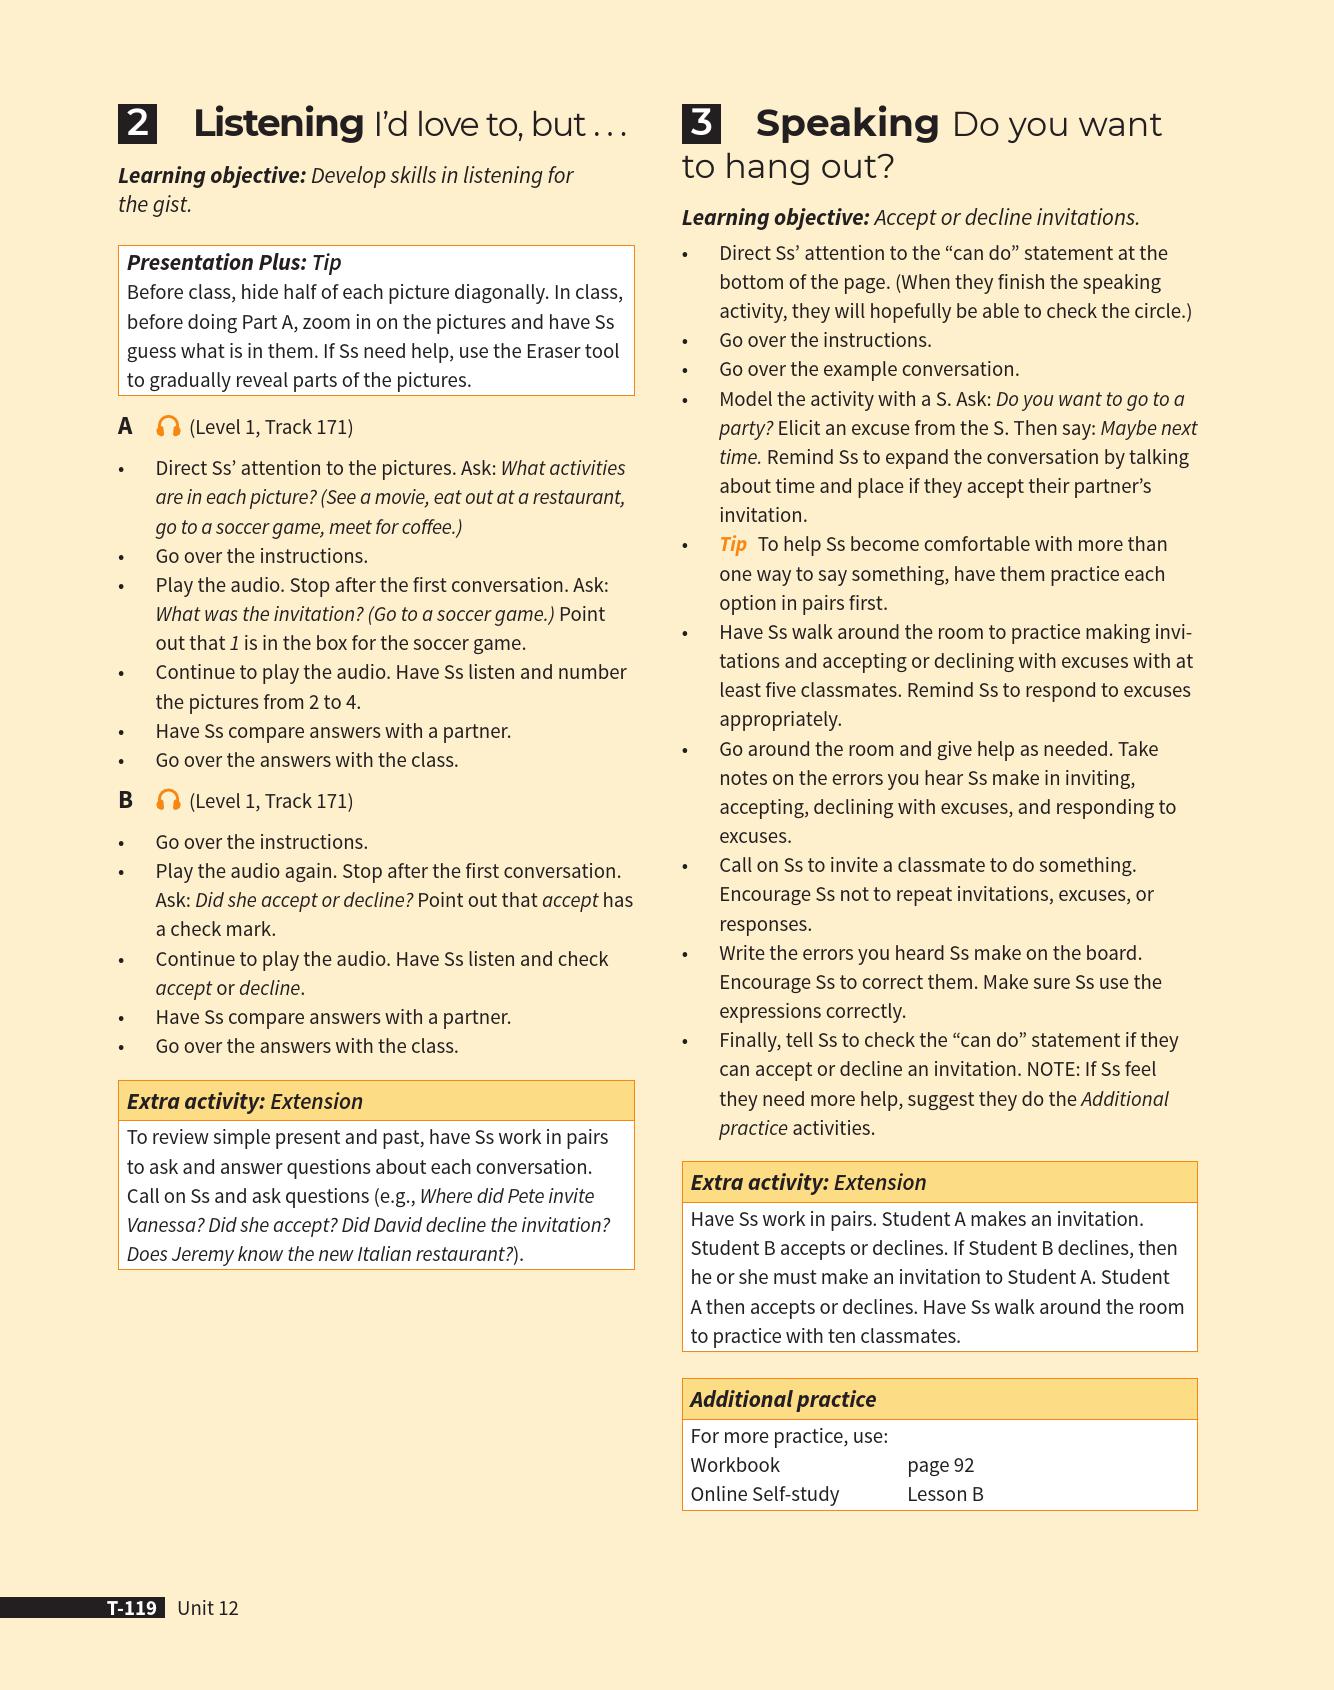 2 Listening I’d love to, but . . .
Learning objective: Develop skills in listening for
the gist.
Presentation Plus: Tip
Before class, hide half of each picture diagonally. In class,
before doing Part A, zoom in on the pictures and have Ss
guess what is in them. If Ss need help, use the Eraser tool
to gradually reveal parts of the pictures.
A (Level 1, Track 171)
• Direct Ss’ attention to the pictures. Ask: What activities
are in each picture? (See a movie, eat out at a restaurant,
go to a soccer game, meet for coffee.)
• Go over the instructions.
• Play the audio. Stop after the first conversation. Ask:
What was the invitation? (Go to a soccer game.) Point
out that 1 is in the box for the soccer game.
• Continue to play the audio. Have Ss listen and number
the pictures from 2 to 4.
• Have Ss compare answers with a partner.
• Go over the answers with the class.
B (Level 1, Track 171)
• Go over the instructions.
• Play the audio again. Stop after the first conversation.
Ask: Did she accept or decline? Point out that accept has
a check mark.
• Continue to play the audio. Have Ss listen and check
accept or decline.
• Have Ss compare answers with a partner.
• Go over the answers with the class.
Extra activity: Extension
To review simple present and past, have Ss work in pairs
to ask and answer questions about each conversation.
Call on Ss and ask questions (e.g., Where did Pete invite
Vanessa? Did she accept? Did David decline the invitation?
Does Jeremy know the new Italian restaurant?).
3 Speaking Do you want
to hang out?
Learning objective: Accept or decline invitations.
• Direct Ss’ attention to the “can do” statement at the
bottom of the page. (When they finish the speaking
activity, they will hopefully be able to check the circle.)
• Go over the instructions.
• Go over the example conversation.
• Model the activity with a S. Ask: Do you want to go to a
party? Elicit an excuse from the S. Then say: Maybe next
time. Remind Ss to expand the conversation by talking
about time and place if they accept their partner’s
invitation.
• Tip To help Ss become comfortable with more than
one way to say something, have them practice each
option in pairs first.
• Have Ss walk around the room to practice making invi-
tations and accepting or declining with excuses with at
least five classmates. Remind Ss to respond to excuses
appropriately.
• Go around the room and give help as needed. Take
notes on the errors you hear Ss make in inviting,
accepting, declining with excuses, and responding to
excuses.
• Call on Ss to invite a classmate to do something.
Encourage Ss not to repeat invitations, excuses, or
responses.
• Write the errors you heard Ss make on the board.
Encourage Ss to correct them. Make sure Ss use the
expressions correctly.
• Finally, tell Ss to check the “can do” statement if they
can accept or decline an invitation. NOTE: If Ss feel
they need more help, suggest they do the Additional
practice activities.
Extra activity: Extension
Have Ss work in pairs. Student A makes an invitation.
Student B accepts or declines. If Student B declines, then
he or she must make an invitation to Student A. Student
A then accepts or declines. Have Ss walk around the room
to practice with ten classmates.
Additional practice
For more practice, use:
Workbook page 92
Online Self-study Lesson B
T-119 Unit 12